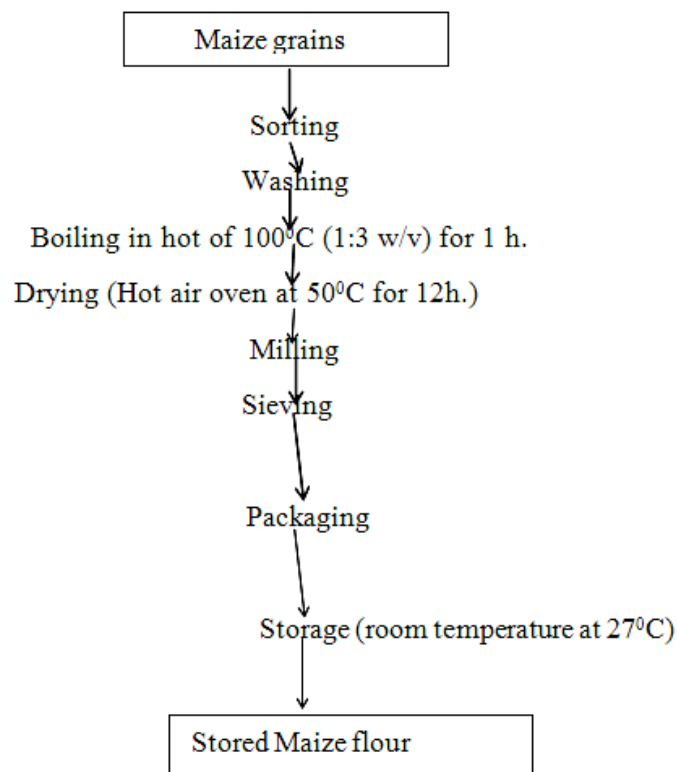 Maize grains
Sorting
Washing
Boiling in hot of 100⁰C (1:3 w/v) for 1 h.
Drying (Hot air oven at 50⁰C for 12h.)
Milling
Sieving
Packaging
Storage (room temperature at 27⁰C)
Stored Maize flour